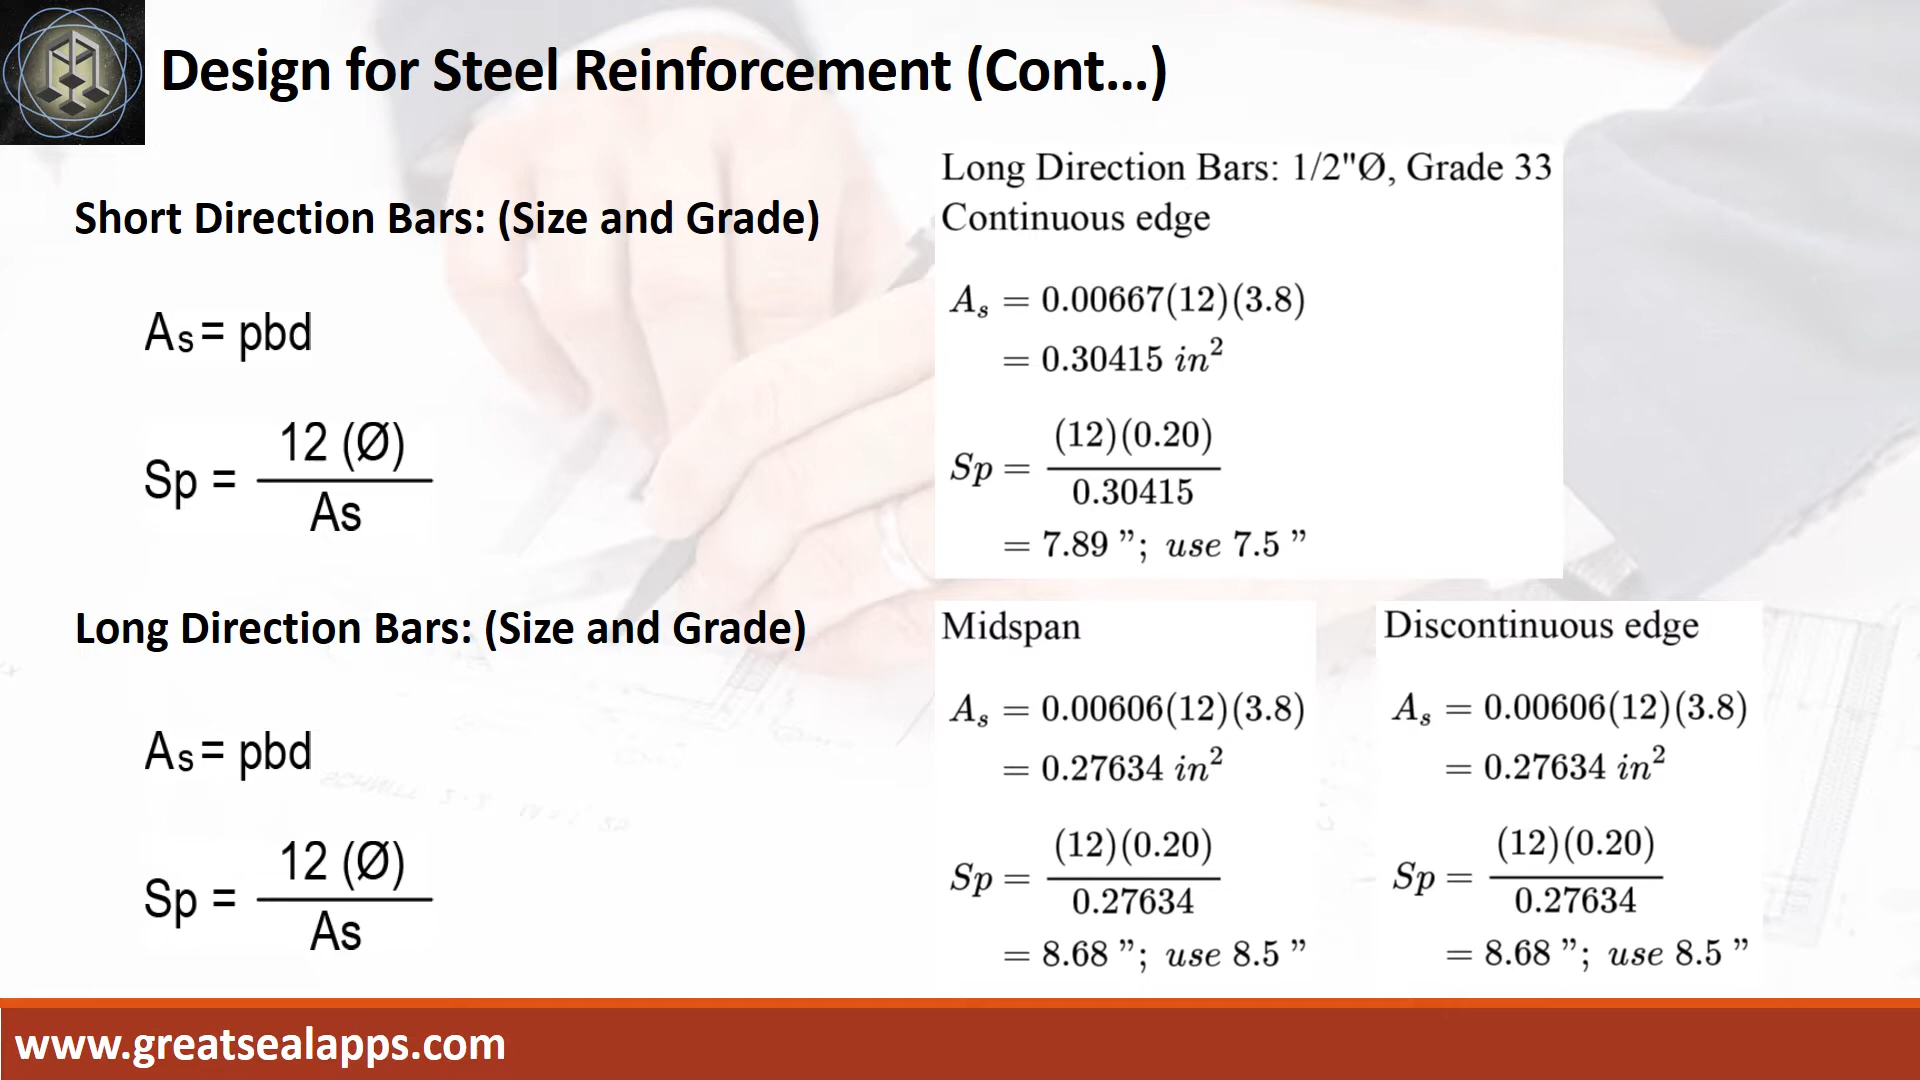 Design for Steel Reinforcement (Cont...)
Short Direction Bars: (Size and Grade)
As = pbd
Sp = 12 (Ø) / As
Long Direction Bars: (Size and Grade)
As = pbd
Sp = 12 (Ø) / As
Long Direction Bars: 1/2"Ø, Grade 33
Continuous edge
As = 0.00667(12)(3.8)
= 0.30415 in²
Sp = (12)(0.20) / 0.30415
= 7.89 ”; use 7.5 ”
Midspan
As = 0.00606(12)(3.8)
= 0.27634 in²
Sp = (12)(0.20) / 0.27634
= 8.68 ”; use 8.5 ”
Discontinuous edge
As = 0.00606(12)(3.8)
= 0.27634 in²
Sp = (12)(0.20) / 0.27634
= 8.68 ”; use 8.5 ”
www.greatsealapps.com